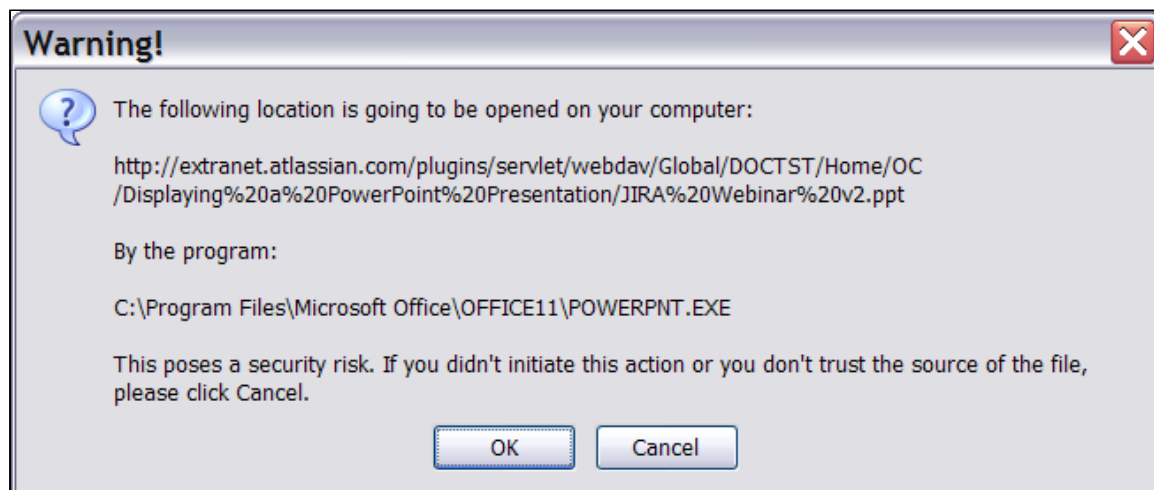 Warning!
The following location is going to be opened on your computer:
http://extranet.atlassian.com/plugins/servlet/webdav/Global/DOCTST/Home/OC
/Displaying%20a%20PowerPoint%20Presentation/JIRA%20Webinar%20v2.ppt
By the program:
C:\Program Files\Microsoft Office\OFFICE11\POWERPNT.EXE
This poses a security risk. If you didn't initiate this action or you don't trust the source of the file,
please click Cancel.
OK Cancel